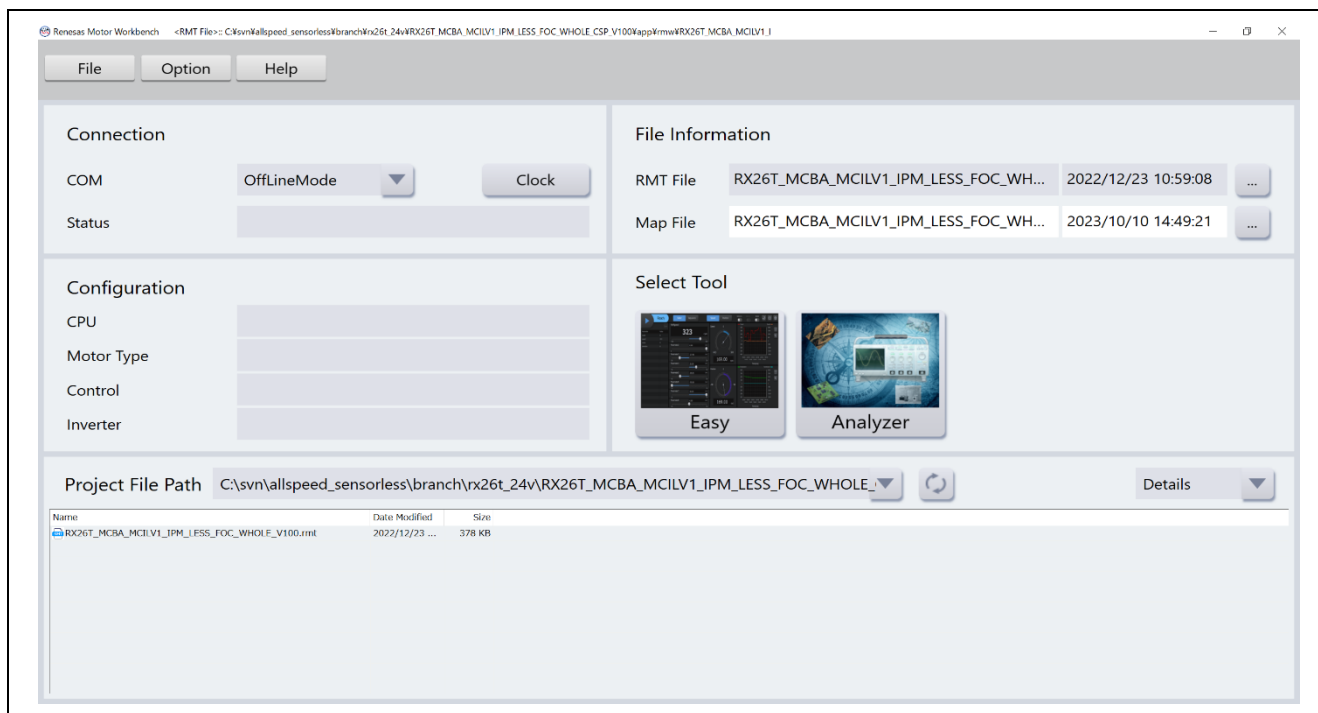 Renesas Motor Workbench <RMT File>:: C:¥svn¥allspeed_sensorless¥branch¥rx26t_24v¥RX26T_MCBA_MCILV1_IPM_LESS_FOC_WHOLE_CSP_V100¥app¥rmw¥RX26T_MCBA_MCILV1_I
File Option Help
Connection
COM OffLineMode Clock
Status
File Information
RMT File RX26T_MCBA_MCILV1_IPM_LESS_FOC_WH... 2022/12/23 10:59:08 ...
Map File RX26T_MCBA_MCILV1_IPM_LESS_FOC_WH... 2023/10/10 14:49:21 ...
Configuration
CPU
Motor Type
Control
Inverter
Select Tool
323
Easy Analyzer
Project File Path C:\svn\allspeed_sensorless\branch\rx26t_24v\RX26T_MCBA_MCILV1_IPM_LESS_FOC_WHOLE_ Details
Name Date Modified Size
RX26T_MCBA_MCILV1_IPM_LESS_FOC_WHOLE_V100.rmt 2022/12/23 ... 378 KB